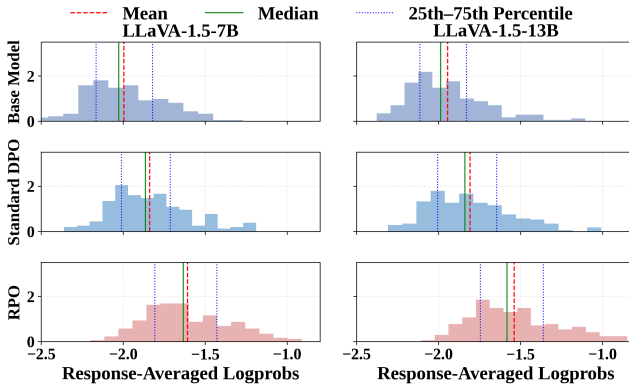 Mean Median 25th–75th Percentile
LLaVA-1.5-7B LLaVA-1.5-13B
Base Model
2
0
Standard DPO
2
0
RPO
2
0
−2.5 −2.0 −1.5 −1.0 −2.5 −2.0 −1.5 −1.0
Response-Averaged Logprobs Response-Averaged Logprobs